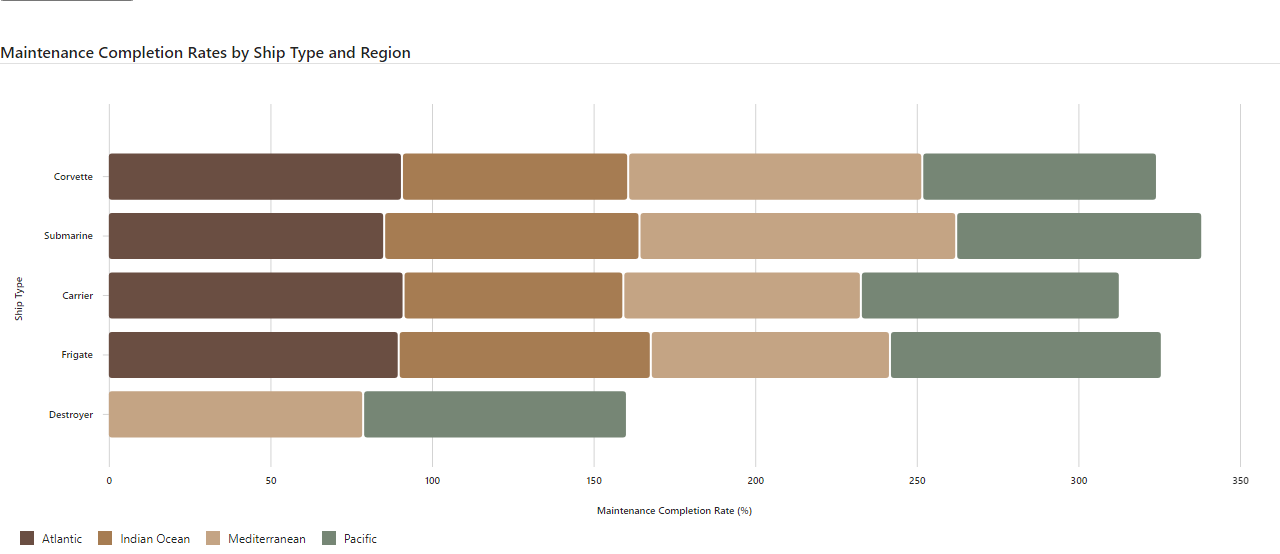 Maintenance Completion Rates by Ship Type and Region
Corvette
Submarine
Carrier
Frigate
Destroyer
Ship Type
0 50 100 150 200 250 300 350
Maintenance Completion Rate (%)
Atlantic Indian Ocean Mediterranean Pacific